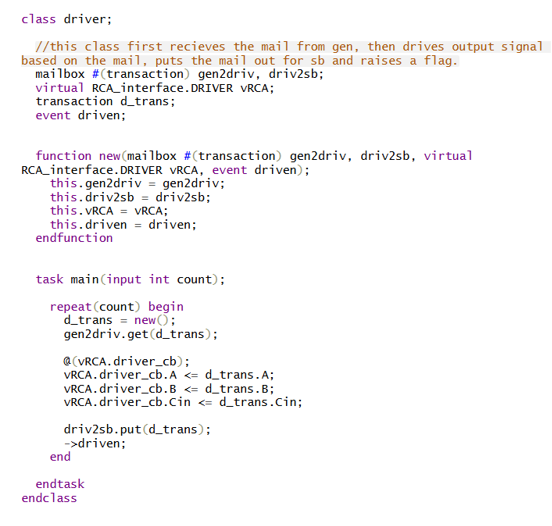 class driver;
//this class first recieves the mail from gen, then drives output signal
based on the mail, puts the mail out for sb and raises a flag.
mailbox #(transaction) gen2driv, driv2sb;
virtual RCA_interface.DRIVER vRCA;
transaction d_trans;
event driven;
function new(mailbox #(transaction) gen2driv, driv2sb, virtual
RCA_interface.DRIVER vRCA, event driven);
this.gen2driv = gen2driv;
this.driv2sb = driv2sb;
this.vRCA = vRCA;
this.driven = driven;
endfunction
task main(input int count);
repeat(count) begin
d_trans = new();
gen2driv.get(d_trans);
@(vRCA.driver_cb);
vRCA.driver_cb.A <= d_trans.A;
vRCA.driver_cb.B <= d_trans.B;
vRCA.driver_cb.Cin <= d_trans.Cin;
driv2sb.put(d_trans);
->driven;
end
endtask
endclass